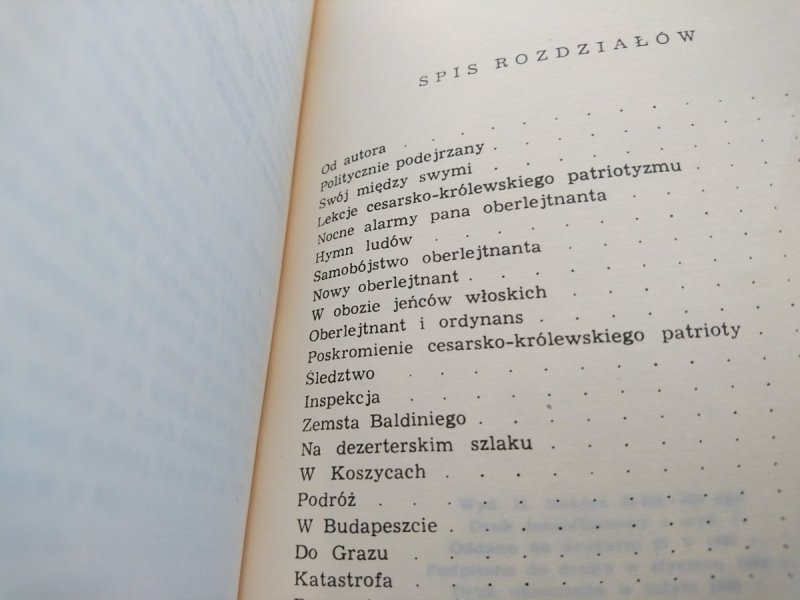 SPIS ROZDZIAŁÓW
Od autora
Politycznie podejrzany
Swój między swymi
Lekcje cesarsko-królewskiego patriotyzmu
Nocne alarmy pana oberlejtnanta
Hymn ludów
Samobójstwo oberlejtnanta
Nowy oberlejtnant
W obozie jeńców włoskich
Oberlejtnant i ordynans
Poskromienie cesarsko-królewskiego patrioty
Śledztwo
Inspekcja
Zemsta Baldiniego
Na dezerterskim szlaku
W Koszycach
Podróż
W Budapeszcie
Do Grazu
Katastrofa